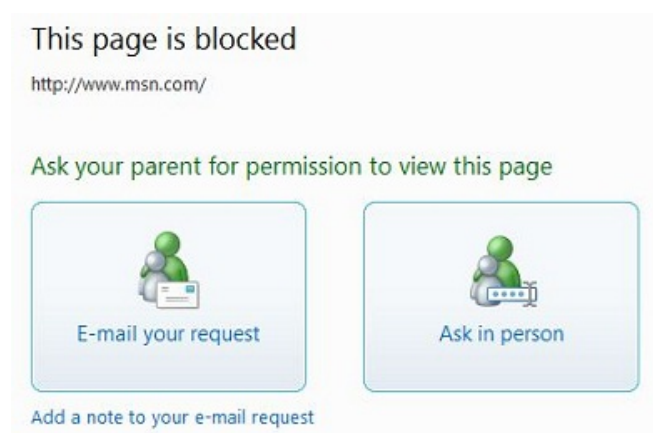 This page is blocked
http://www.msn.com/
Ask your parent for permission to view this page
E-mail your request
Ask in person
Add a note to your e-mail request